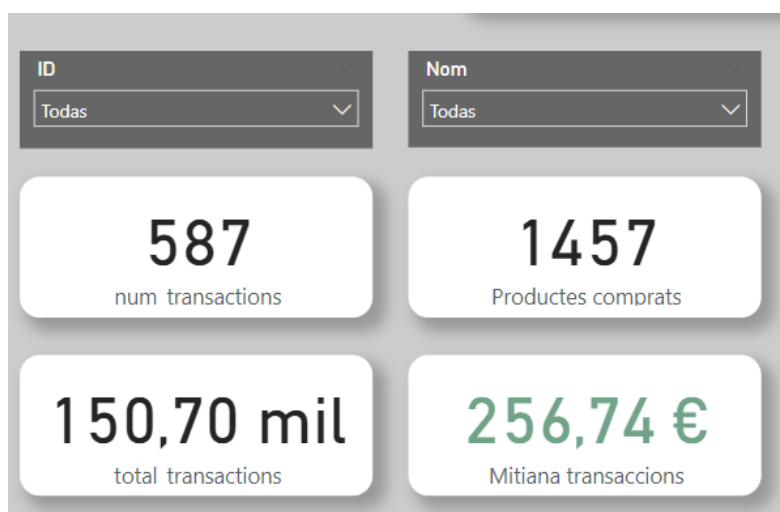 ID
Nom
Todas
Todas
587
num transactions
1457
Productes comprats
150,70 mil
total transactions
256,74 €
Mitiana transaccions